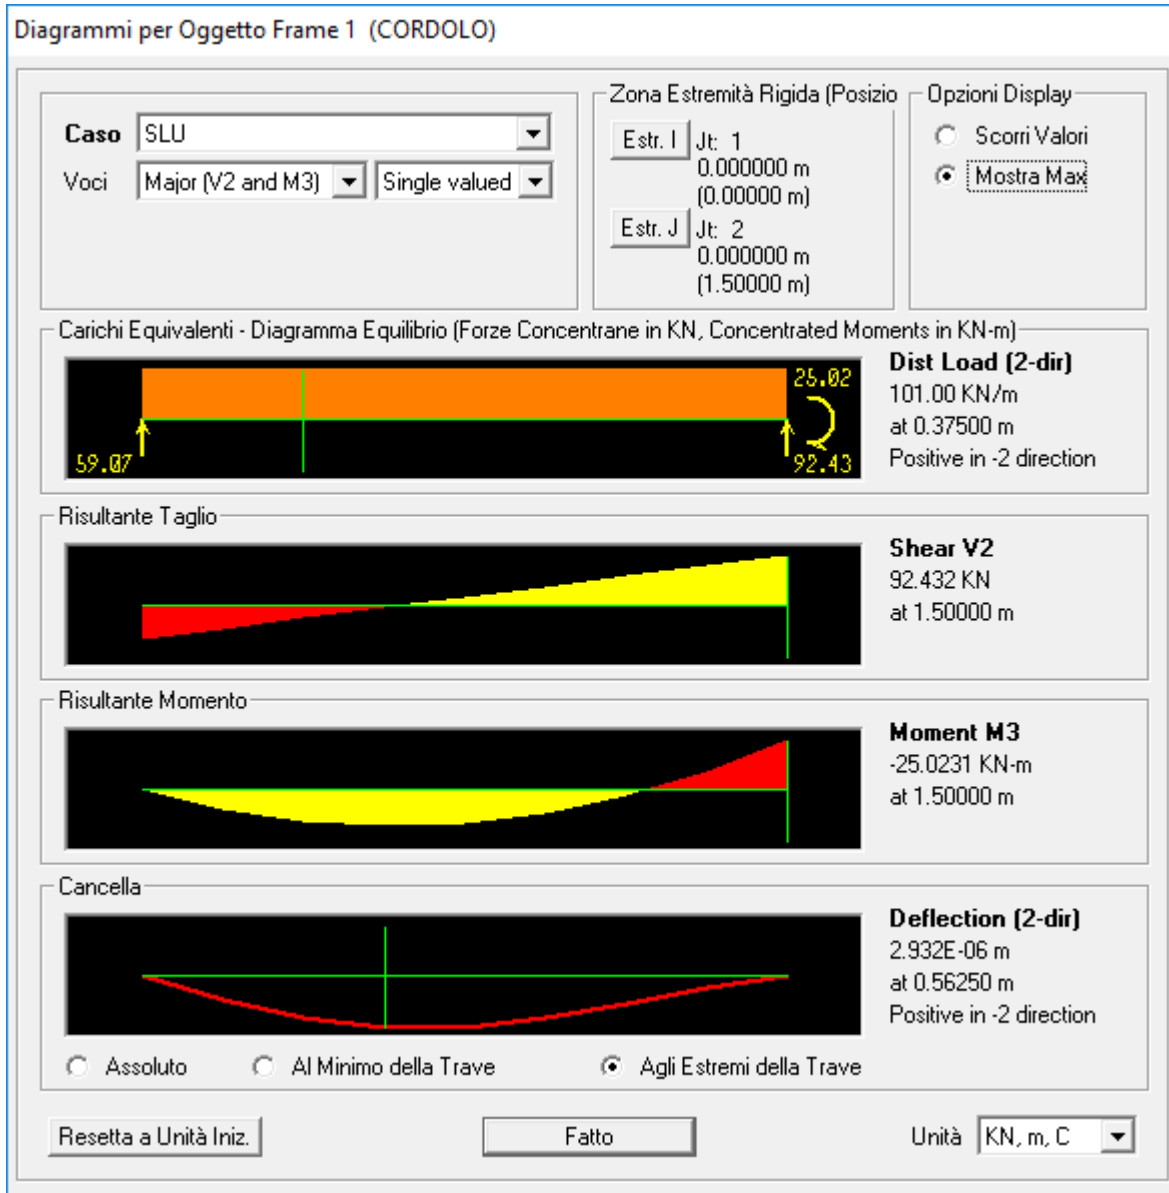 Diagrammi per Oggetto Frame 1 (CORDOLO)
Caso SLU
Voci Major (V2 and M3) Single valued
Zona Estremità Rigida (Posizio
Estr. I Jt: 1
0.000000 m
(0.00000 m)
Estr. J Jt: 2
0.000000 m
(1.50000 m)
Opzioni Display
Scorri Valori
Mostra Max
Carichi Equivalenti - Diagramma Equilibrio (Forze Concentrane in KN, Concentrated Moments in KN-m)
25.02
59.07
92.43
Dist Load (2-dir)
101.00 KN/m
at 0.37500 m
Positive in -2 direction
Risultante Taglio
Shear V2
92.432 KN
at 1.50000 m
Risultante Momento
Moment M3
-25.0231 KN-m
at 1.50000 m
Cancella
Deflection (2-dir)
2.932E-06 m
at 0.56250 m
Positive in -2 direction
Assoluto Al Minimo della Trave Agli Estremi della Trave
Resetta a Unità Iniz. Fatto Unità KN, m, C